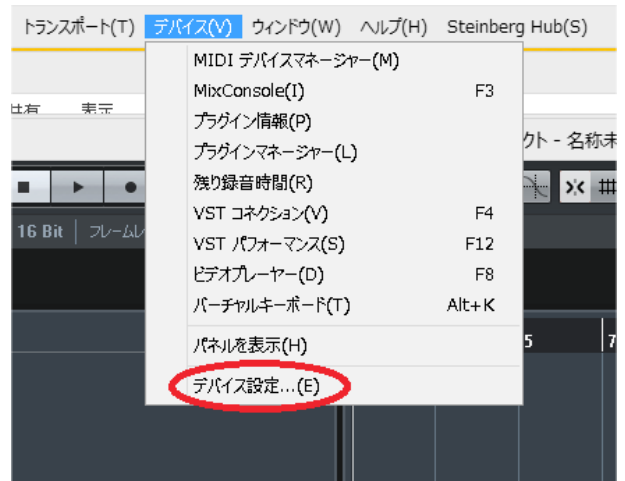 トランスポート(T) デバイス(V) ウィンドウ(W) ヘルプ(H) Steinberg Hub(S)
MIDI デバイスマネージャー(M)
MixConsole(I) F3
共有 表示
プラグイン情報(P)
クト - 名称未
プラグインマネージャー(L)
残り録音時間(R)
VST コネクション(V) F4
16 Bit フレームレ
VST パフォーマンス(S) F12
ビデオプレーヤー(D) F8
バーチャルキーボード(T) Alt+K
パネルを表示(H)
5 7
デバイス設定...(E)